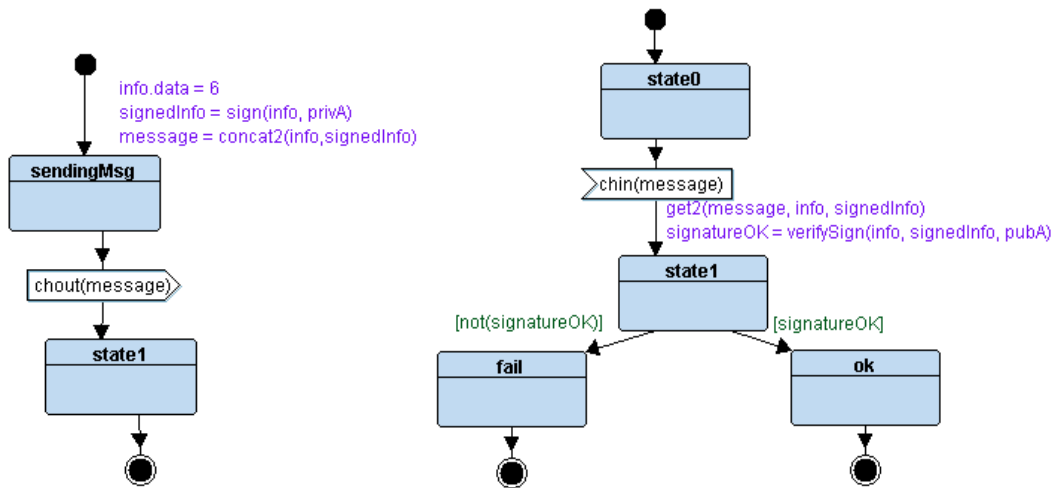 info.data = 6
signedInfo = sign(info, privA)
message = concat2(info,signedInfo)
sendingMsg
chout(message)
state1
state0
chin(message)
get2(message, info, signedInfo)
signatureOK = verifySign(info, signedInfo, pubA)
state1
[not(signatureOK)]
[signatureOK]
fail
ok